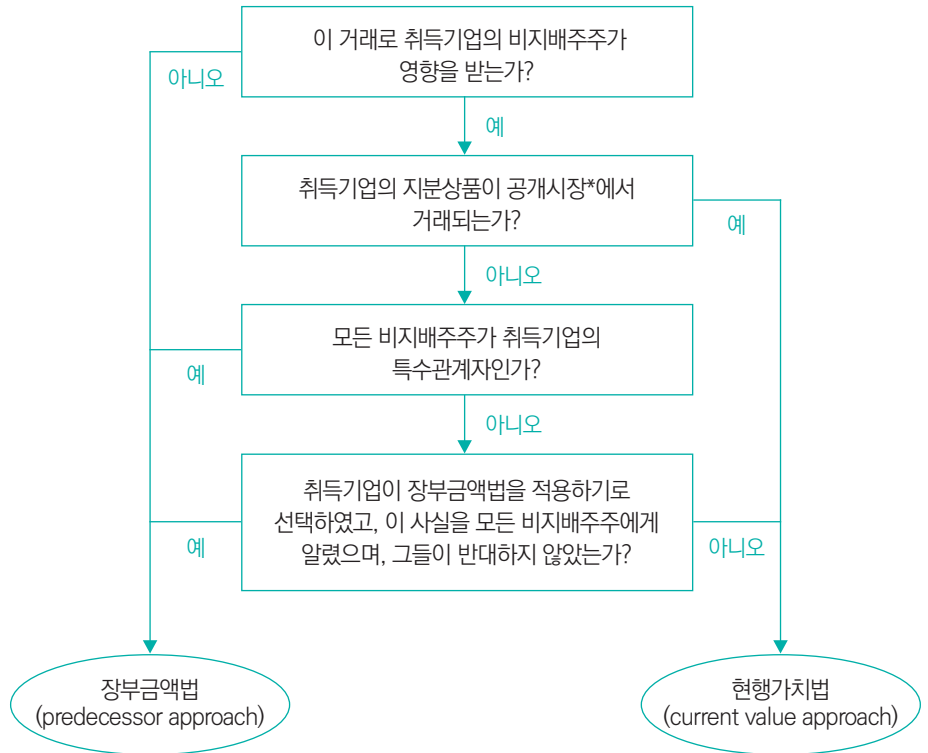 이 거래로 취득기업의 비지배주주가
영향을 받는가?
아니오
예
취득기업의 지분상품이 공개시장*에서
거래되는가?
예
아니오
모든 비지배주주가 취득기업의
특수관계자인가?
예
아니오
취득기업이 장부금액법을 적용하기로
선택하였고, 이 사실을 모든 비지배주주에게
알렸으며, 그들이 반대하지 않았는가?
예
아니오
장부금액법
(predecessor approach)
현행가치법
(current value approach)